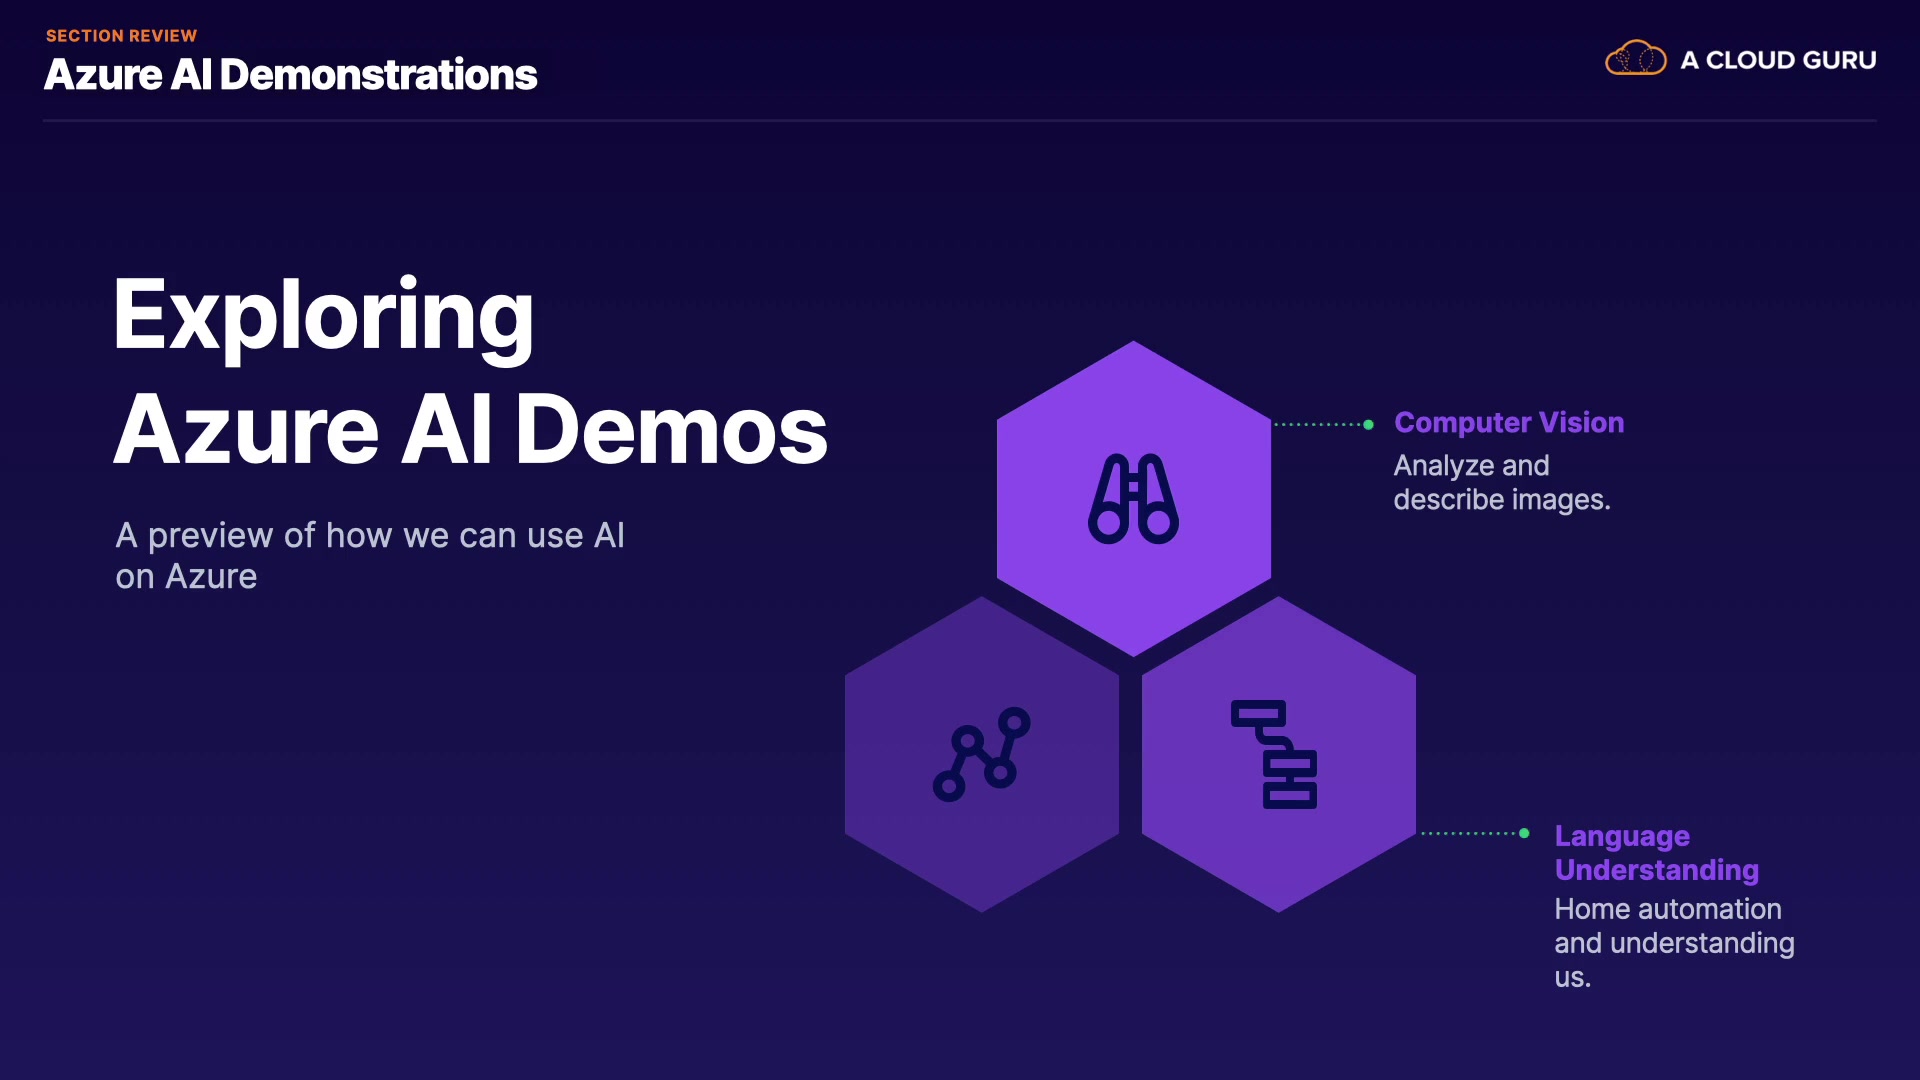 SECTION REVIEW
Azure AI Demonstrations
A CLOUD GURU
Exploring
Azure AI Demos
A preview of how we can use AI
on Azure
Computer Vision
Analyze and
describe images.
Language
Understanding
Home automation
and understanding
us.